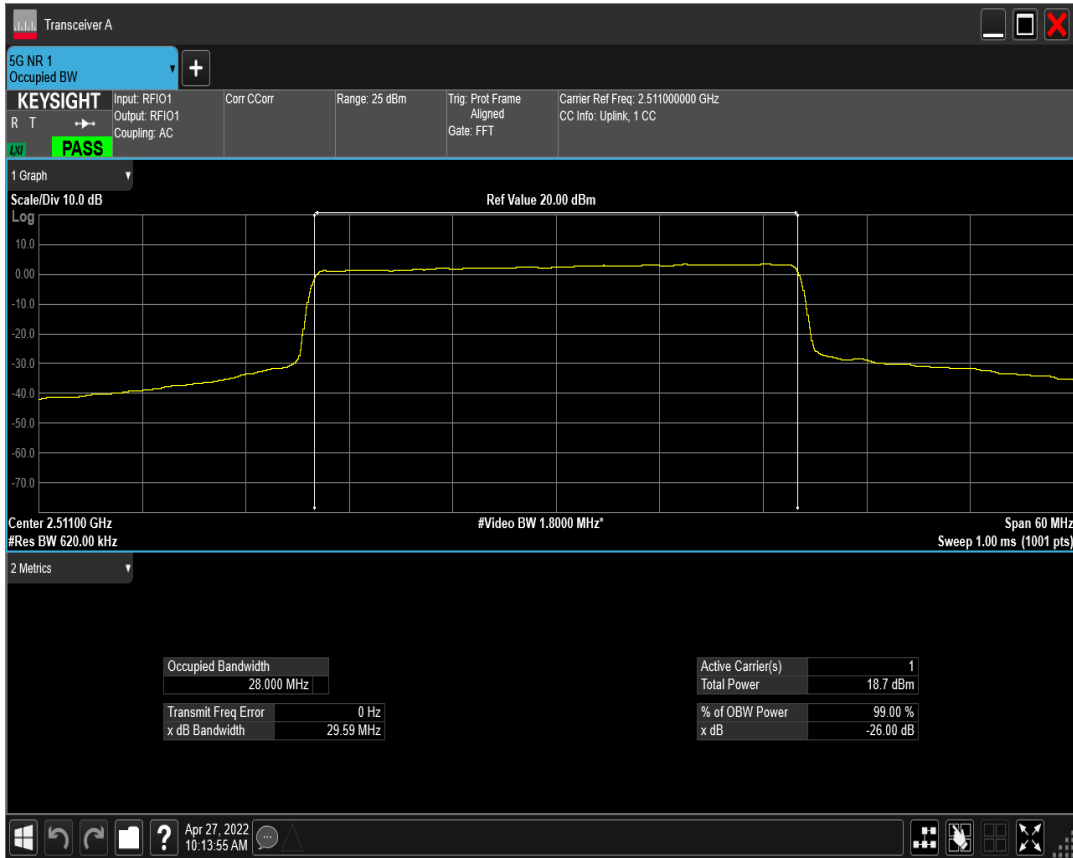 Transceiver A
5G NR 1
Occupied BW
KEYSIGHT
R T
LXI
PASS
Input: RFIO1
Output: RFIO1
Coupling: AC
Corr CCorr
Range: 25 dBm
Trig: Prot Frame
Aligned
Gate: FFT
Carrier Ref Freq: 2.511000000 GHz
CC Info: Uplink, 1 CC
1 Graph
Scale/Div 10.0 dB
Ref Value 20.00 dBm
Log
10.0
0.00
-10.0
-20.0
-30.0
-40.0
-50.0
-60.0
-70.0
Center 2.51100 GHz
#Video BW 1.8000 MHz*
Span 60 MHz
#Res BW 620.00 kHz
Sweep 1.00 ms (1001 pts)
2 Metrics
Occupied Bandwidth
28.000 MHz
Transmit Freq Error 0 Hz
x dB Bandwidth 29.59 MHz
Active Carrier(s) 1
Total Power 18.7 dBm
% of OBW Power 99.00 %
x dB -26.00 dB
Apr 27, 2022
10:13:55 AM